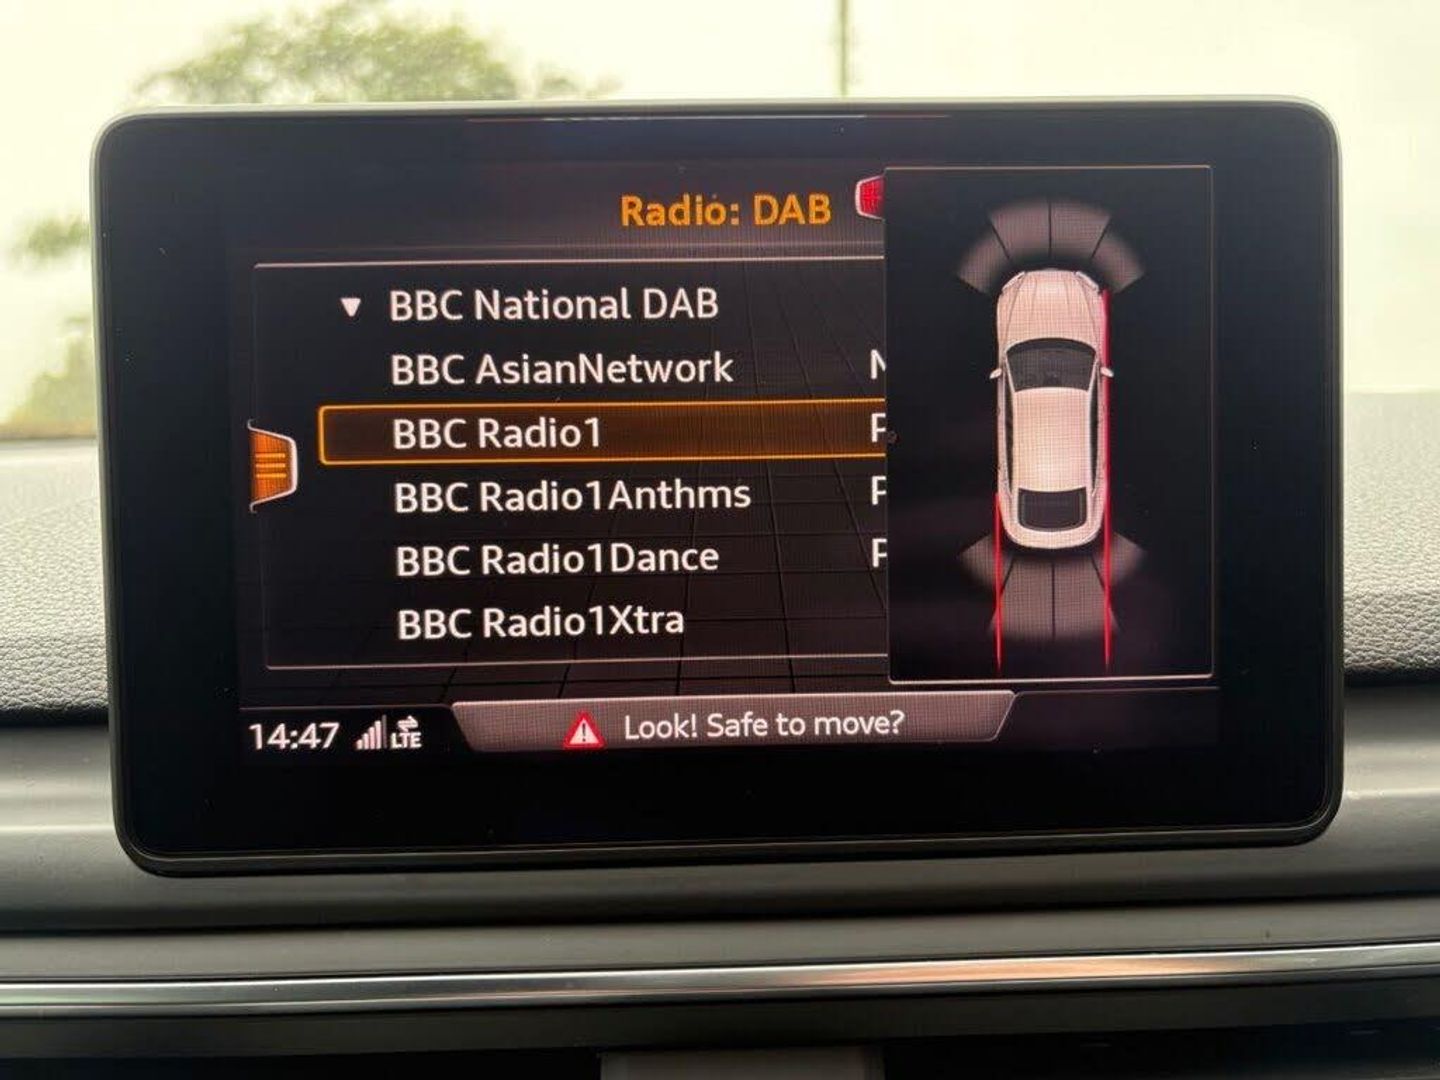 Radio: DAB
BBC National DAB
BBC AsianNetwork
BBC Radio1
BBC Radio1Anthms
BBC Radio1Dance
BBC Radio1Xtra
14:47 LTE
Look! Safe to move?